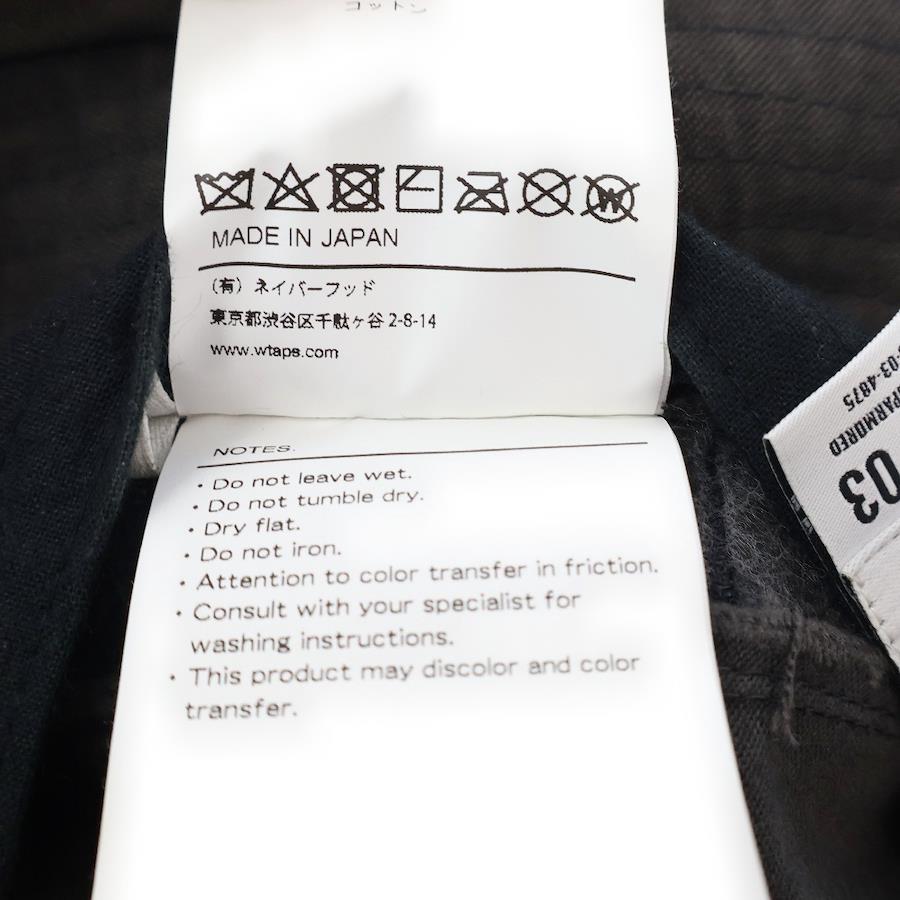 コットン
MADE IN JAPAN
(有) ネイバーフッド
東京都渋谷区千駄ヶ谷 2-8-14
www.wtaps.com
NOTES.
・Do not leave wet.
・Do not tumble dry.
・Dry flat.
・Do not iron.
・Attention to color transfer in friction.
・Consult with your specialist for
washing instructions.
・This product may discolor and color
transfer.
-03-4875
PARMORED
03